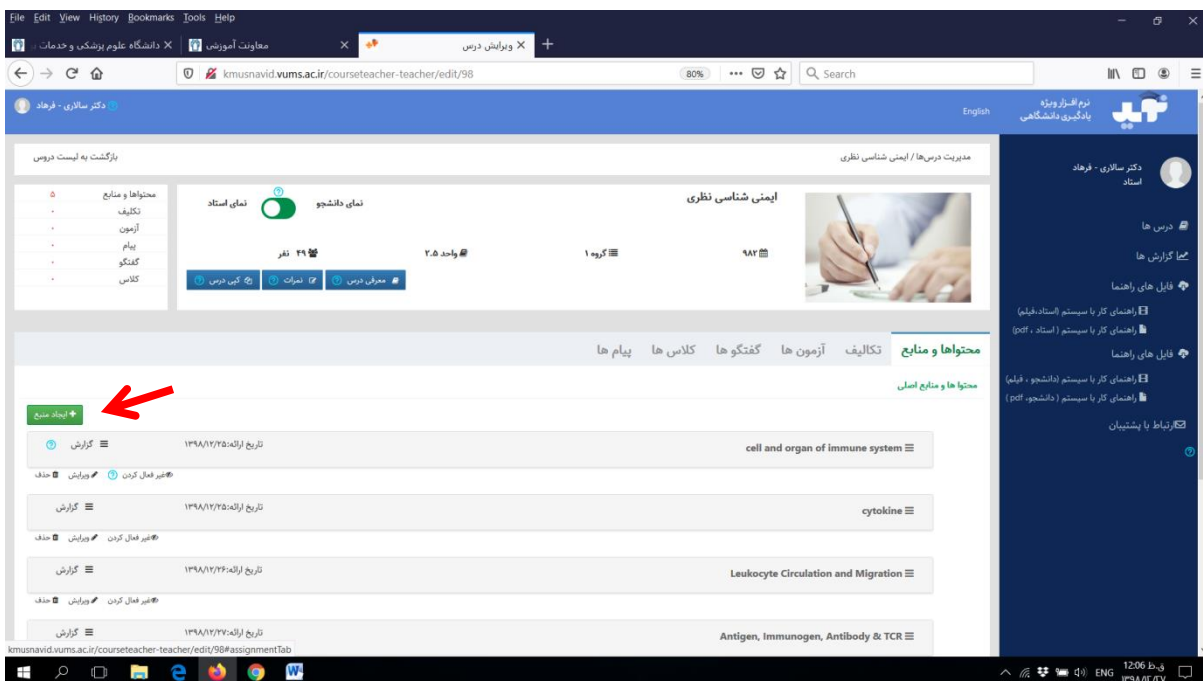 File Edit View History Bookmarks Tools Help
دانشگاه علوم پزشکی و خدمات
معاونت آموزشی
ویرایش درس
kmusnavid.vums.ac.ir/courseteacher-teacher/edit/98
80%
Search
نرم افزار ویژه
یادگیری دانشگاهی
نوید
English
دکتر سالاری - فرهاد
دکتر سالاری - فرهاد
استاد
درس ها
گزارش ها
فایل های راهنما
راهنمای کار با سیستم (استاد،فیلم)
راهنمای کار با سیستم ( استاد ، pdf)
فایل های راهنما
راهنمای کار با سیستم (دانشجو ، فیلم)
راهنمای کار با سیستم ( دانشجو، pdf )
ارتباط با پشتیبان
مدیریت درس‌ها / ایمنی شناسی نظری
بازگشت به لیست دروس
ایمنی شناسی نظری
نمای دانشجو
نمای استاد
۹۸۲
گروه ۱
واحد ۲.۵
۴۹ نفر
معرفی درس
نمرات
کپی درس
محتواها و منابع ۵
تکلیف ۰
آزمون ۰
پیام ۰
گفتگو ۰
کلاس ۰
محتواها و منابع تکالیف آزمون ها گفتگو ها کلاس ها پیام ها
محتوا ها و منابع اصلی
+ ایجاد منبع
cell and organ of immune system
تاریخ ارائه:۱۳۹۸/۱۲/۲۵
گزارش
غیر فعال کردن ویرایش حذف
cytokine
تاریخ ارائه:۱۳۹۸/۱۲/۲۵
گزارش
غیر فعال کردن ویرایش حذف
Leukocyte Circulation and Migration
تاریخ ارائه:۱۳۹۸/۱۲/۲۶
گزارش
غیر فعال کردن ویرایش حذف
Antigen, Immunogen, Antibody & TCR
تاریخ ارائه:۱۳۹۸/۱۲/۲۷
گزارش
kmusnavid.vums.ac.ir/courseteacher-teacher/edit/98#assignmentTab
ENG
12:06 ق.ظ
۱۳۹۸/۱۲/۲۷